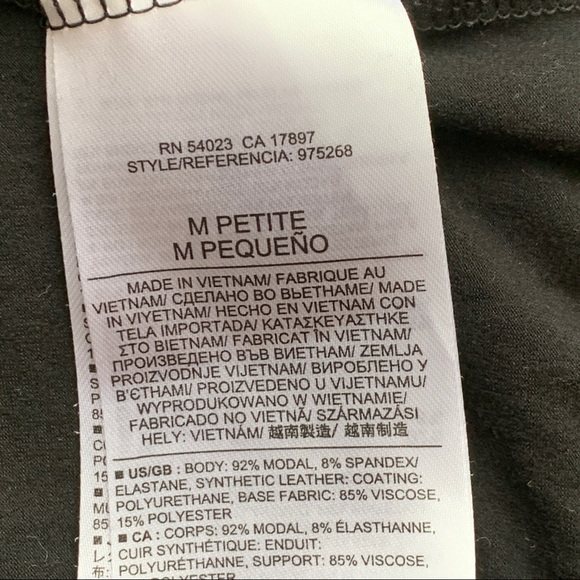 RN 54023 CA 17897
STYLE/REFERENCIA: 975268
M PETITE
M PEQUEÑO
MADE IN VIETNAM/ FABRIQUE AU
VIETNAM/ СДЕЛАНО ВО ВЬЕТНАМЕ/ MADE
IN VIYETNAM/ HECHO EN VIETNAM CON
TELA IMPORTADA/ ΚΑΤΑΣΚΕΥΑΣΤΗΚΕ
ΣΤΟ ΒΙΕΤΝΑΜ/ FABRICAT ÎN VIETNAM/
ПРОИЗВЕДЕНО ВЪВ ВИЕТНАМ/ ZEMLJA
PROIZVODNJE VIJETNAM/ ВИРОБЛЕНО У
В'ЄТНАМІ/ PROIZVEDENO U VIJETNAMU/
WYPRODUKOWANO W WIETNAMIE/
FABRICADO NO VIETNÃ/ SZÁRMAZÁSI
HELY: VIETNÁM/ 越南製造/ 越南制造
US/GB : BODY: 92% MODAL, 8% SPANDEX/
ELASTANE, SYNTHETIC LEATHER: COATING:
POLYURETHANE, BASE FABRIC: 85% VISCOSE,
15% POLYESTER
CA : CORPS: 92% MODAL, 8% ÉLASTHANNE,
CUIR SYNTHÉTIQUE: ENDUIT:
POLYURÉTHANNE, SUPPORT: 85% VISCOSE,
POLYESTER